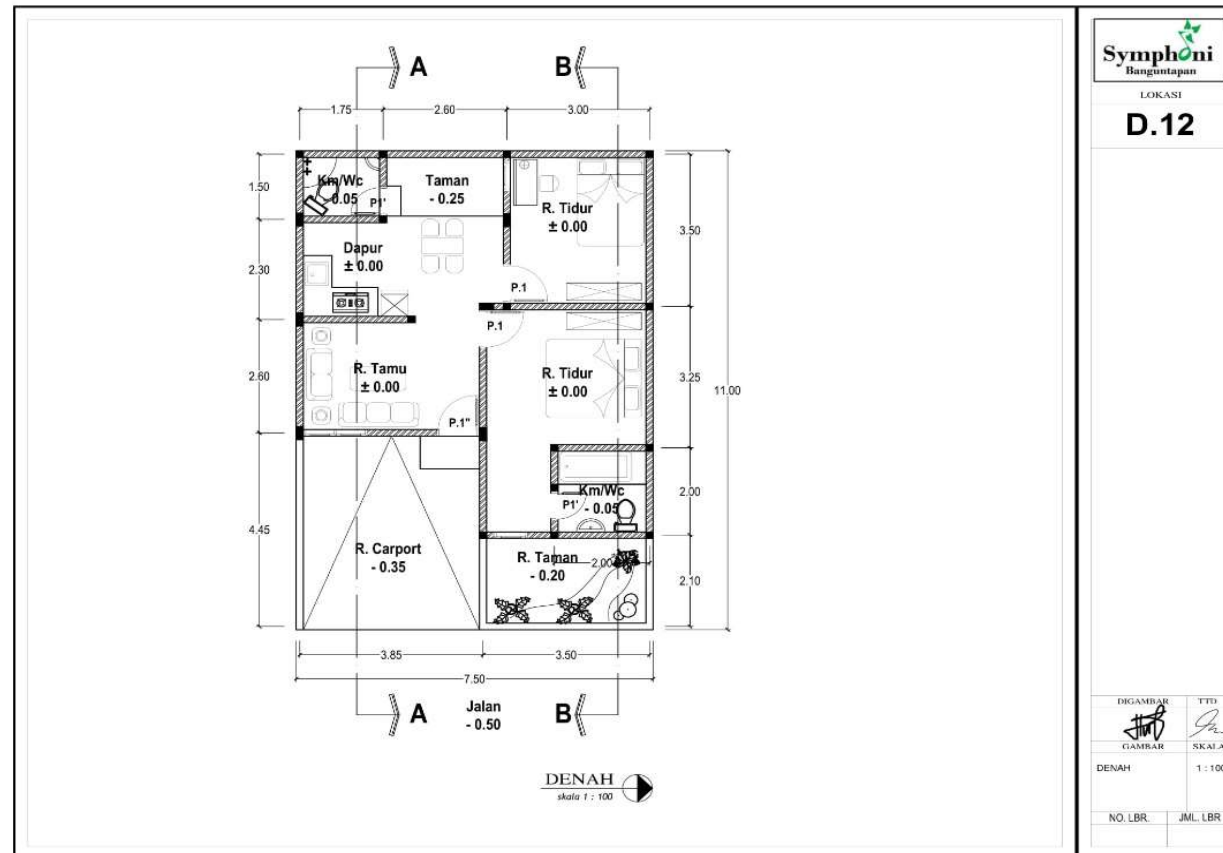 A
B
1.75
2.60
3.00
Km/Wc
- 0.05
P1'
Taman
- 0.25
R. Tidur
± 0.00
1.50
3.50
Dapur
± 0.00
2.30
P.1
P.1
R. Tamu
± 0.00
R. Tidur
± 0.00
2.60
3.25
11.00
P.1"
Km/Wc
- 0.05
P1'
2.00
4.45
R. Carport
- 0.35
R. Taman
- 0.20
2.00
2.10
3.85
3.50
7.50
A
Jalan
- 0.50
B
DENAH
skala 1 : 100
Symphoni
Banguntapan
LOKASI
D.12
DIGAMBAR
TTD
GAMBAR
SKALA
DENAH
1 : 100
NO. LBR.
JML. LBR